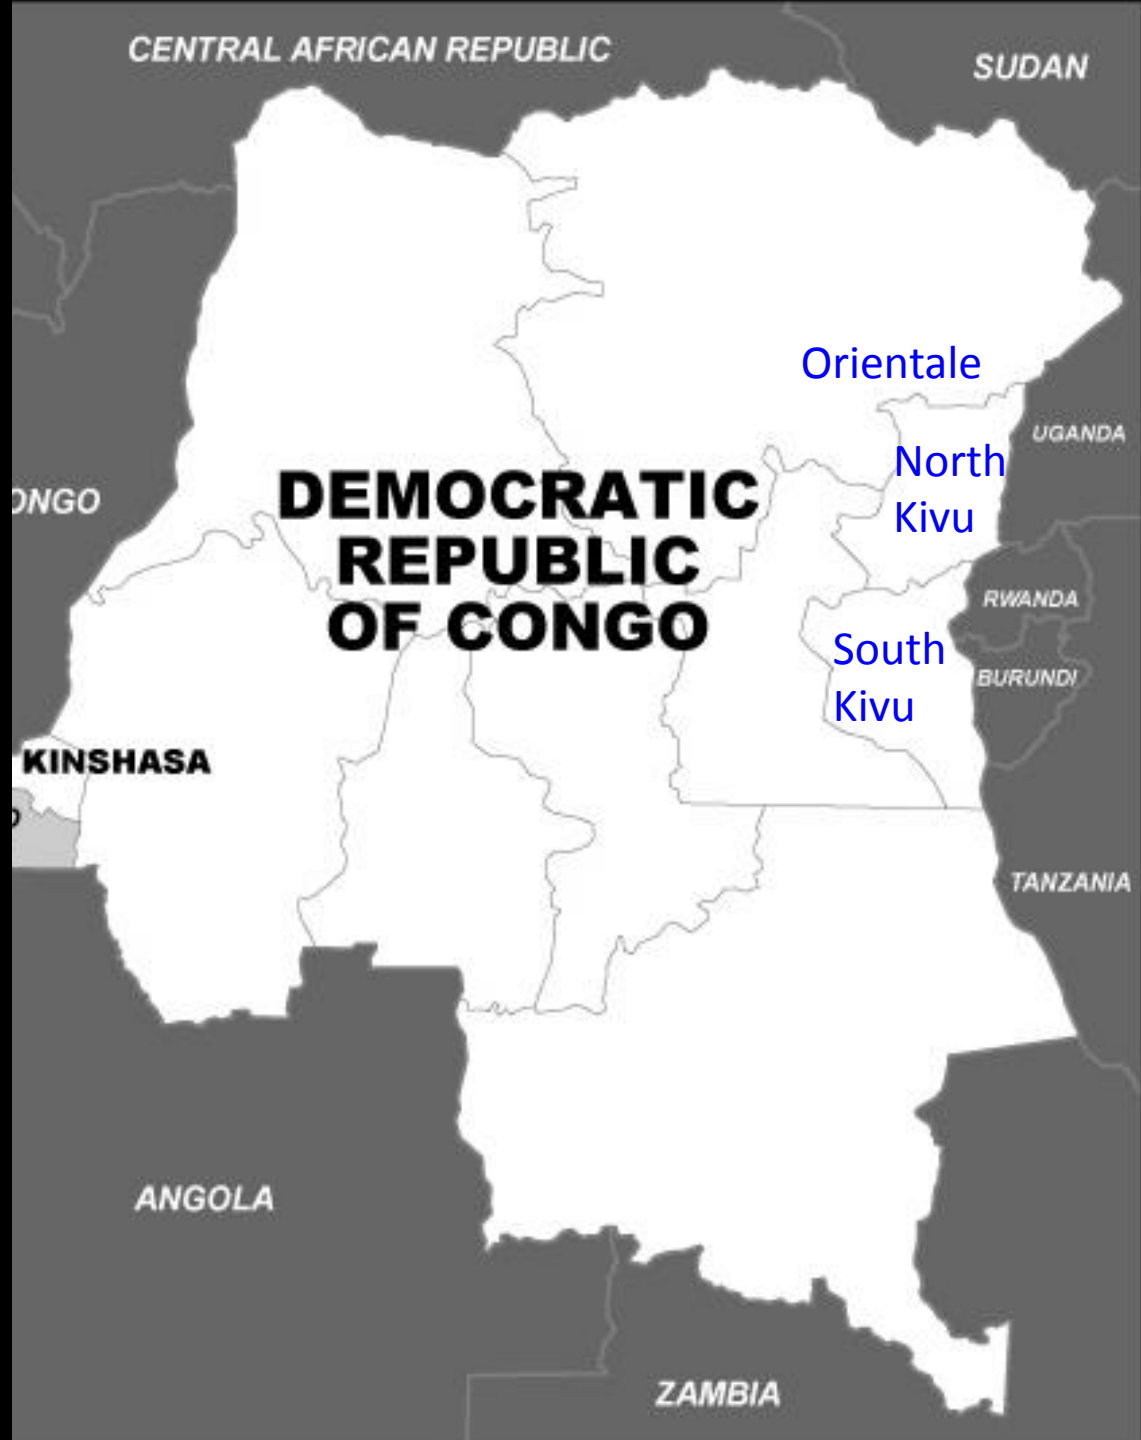 CENTRAL AFRICAN REPUBLIC
SUDAN
Orientale
UGANDA
North
Kivu
DEMOCRATIC
REPUBLIC
OF CONGO
ONGO
RWANDA
South
Kivu
BURUNDI
KINSHASA
O
TANZANIA
ANGOLA
ZAMBIA